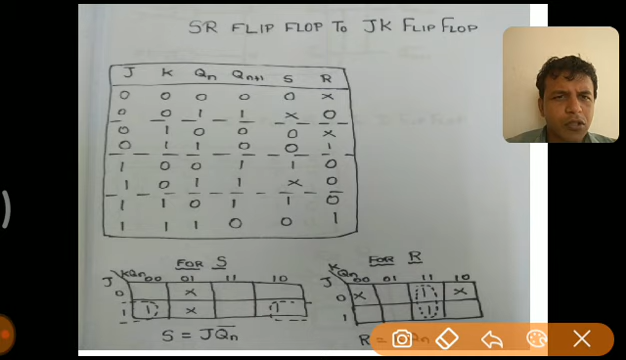 SR FLIP FLOP TO JK FLIP FLOP
J K Qn Qn+1 S R
0 0 0 0 0 x
0 0 1 1 x 0
0 1 0 0 0 x
0 1 1 0 0 1
1 0 0 1 1 0
1 0 1 1 x 0
1 1 0 1 1 0
1 1 1 0 0 1
FOR S
J KQn 00 01 11 10
0 x
1 1 x 1
S = JQ̅n
FOR R
J KQn 00 01 11 10
0 x 1 x
1 1
R =